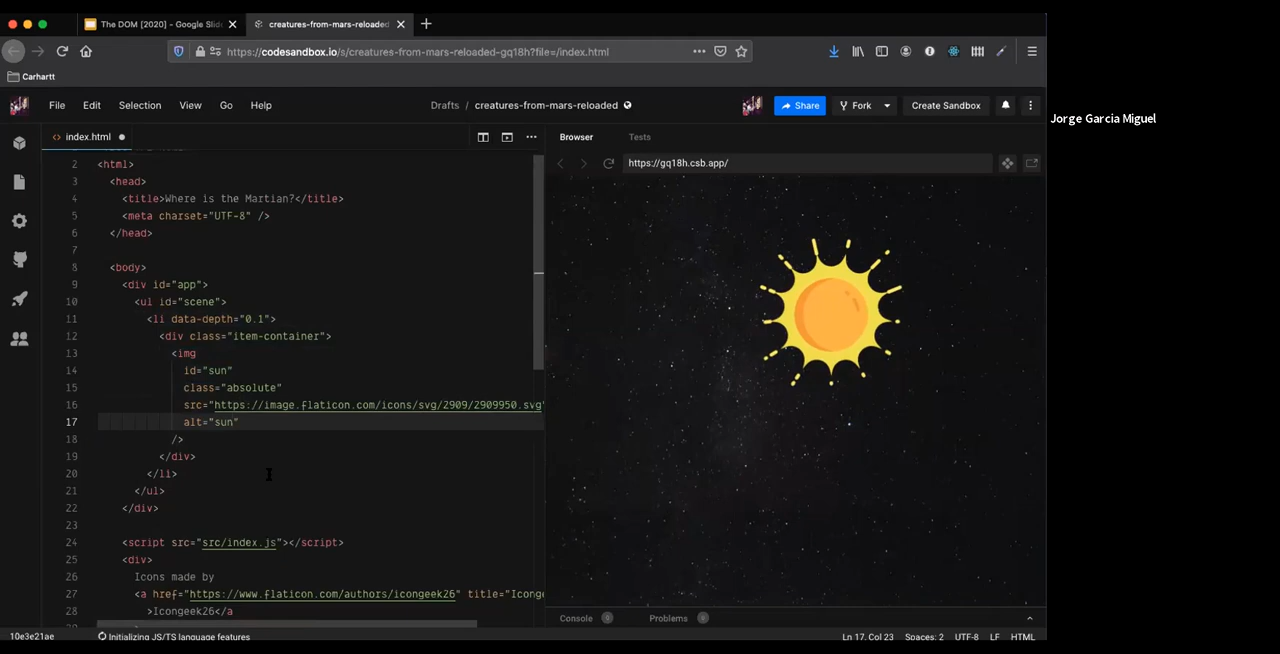 The DOM [2020] - Google Slid
creatures-from-mars-reloaded
https://codesandbox.io/s/creatures-from-mars-reloaded-gq18h?file=/index.html
Carhartt
File Edit Selection View Go Help
Drafts / creatures-from-mars-reloaded
Share Fork Create Sandbox
Jorge Garcia Miguel
<> index.html
Browser Tests
https://gq18h.csb.app/
2 <html>
3 <head>
4 <title>Where is the Martian?</title>
5 <meta charset="UTF-8" />
6 </head>
7
8 <body>
9 <div id="app">
10 <ul id="scene">
11 <li data-depth="0.1">
12 <div class="item-container">
13 <img
14 id="sun"
15 class="absolute"
16 src="https://image.flaticon.com/icons/svg/2909/2909950.svg"
17 alt="sun"
18 />
19 </div>
20 </li>
21 </ul>
22 </div>
23
24 <script src="src/index.js"></script>
25 <div>
26 Icons made by
27 <a href="https://www.flaticon.com/authors/icongeek26" title="Icong
28 >Icongeek26</a
Console 0 Problems 0
10e3e21ae Initializing JS/TS language features
Ln 17, Col 23 Spaces: 2 UTF-8 LF HTML